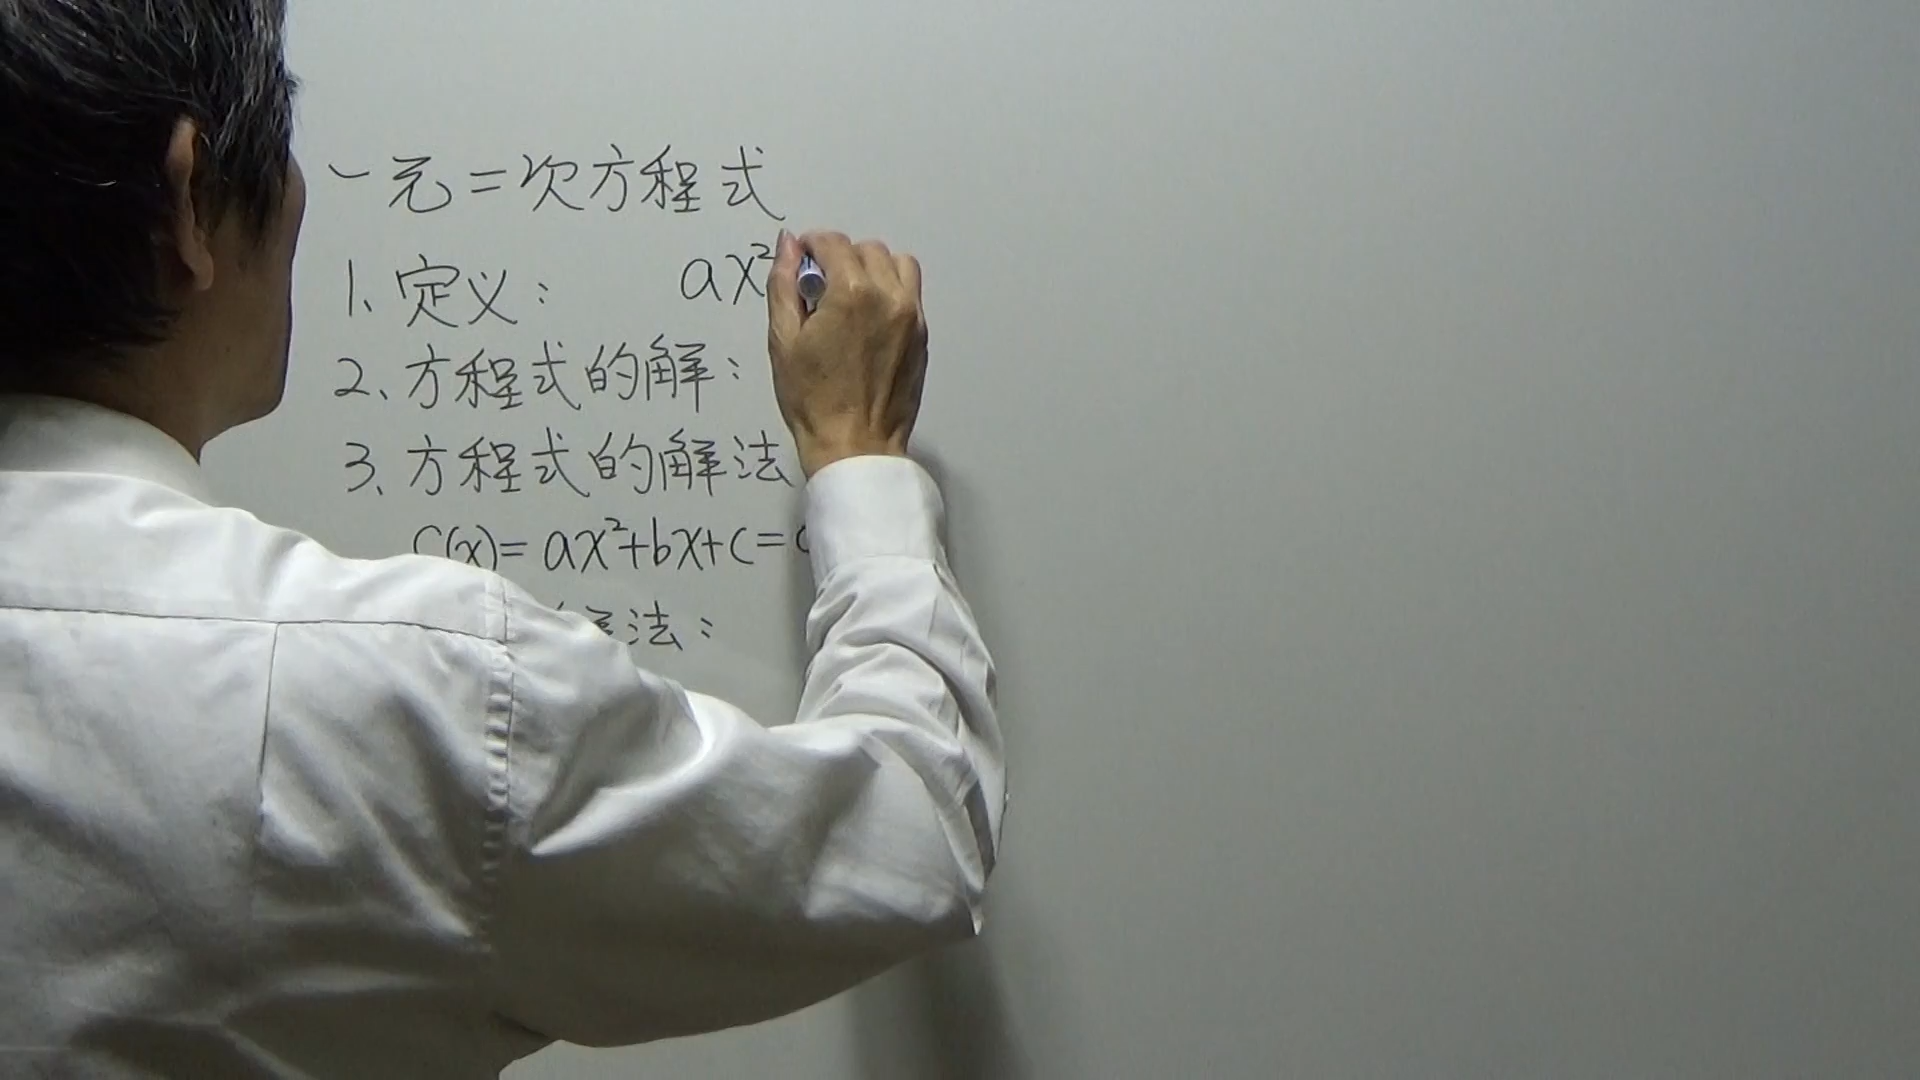 一元二次方程式
1、定义： ax²
2、方程式的解：
3、方程式的解法
(x)= ax²+bx+c=
解法：